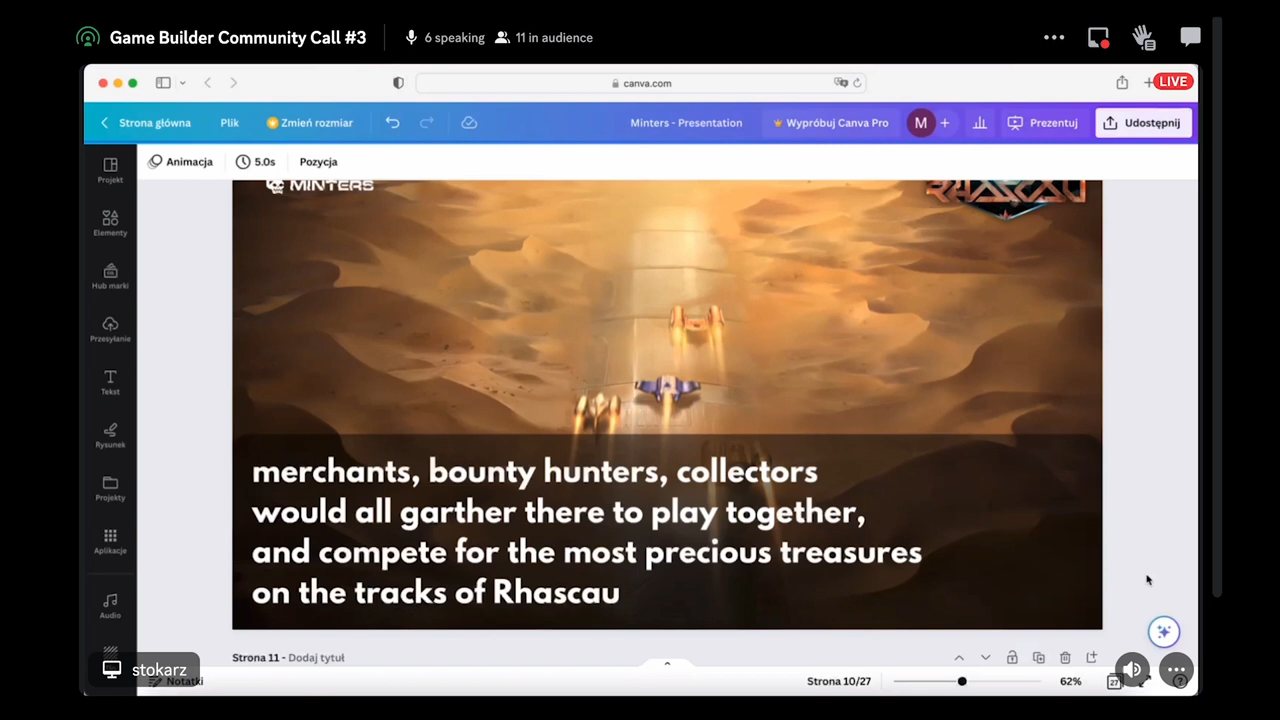 Game Builder Community Call #3
6 speaking
11 in audience
canva.com
LIVE
Strona główna
Plik
Zmień rozmiar
Minters - Presentation
Wypróbuj Canva Pro
M
Prezentuj
Udostępnij
Animacja
5.0s
Pozycja
Projekt
Elementy
Hub marki
Przesyłanie
Tekst
Rysunek
Projekty
Aplikacje
Audio
MINTERS
RHASCAU
merchants, bounty hunters, collectors
would all garther there to play together,
and compete for the most precious treasures
on the tracks of Rhascau
Strona 11 - Dodaj tytuł
stokarz
Notatki
Strona 10/27
62%
27